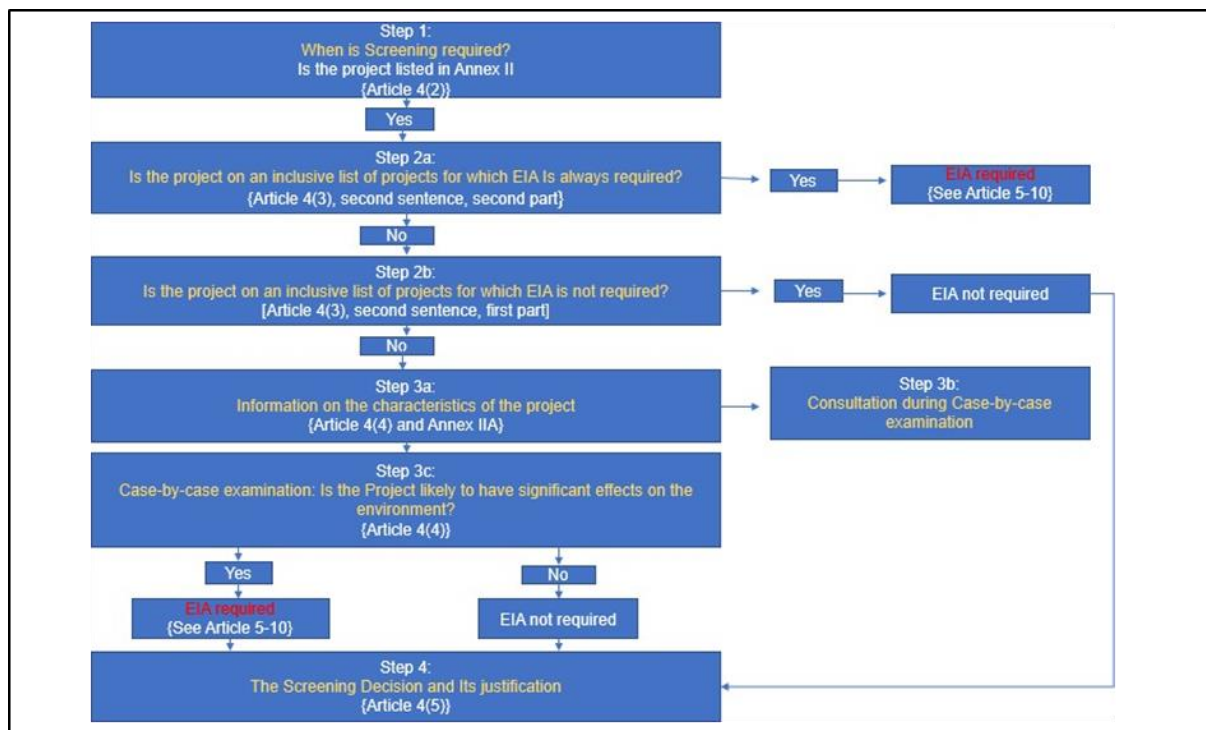 Step 1:
When is Screening required?
Is the project listed in Annex II
{Article 4(2)}
Yes
Step 2a:
Is the project on an inclusive list of projects for which EIA Is always required?
{Article 4(3), second sentence, second part}
Yes
EIA required
{See Article 5-10}
No
Step 2b:
Is the project on an inclusive list of projects for which EIA is not required?
[Article 4(3), second sentence, first part]
Yes
EIA not required
No
Step 3a:
Information on the characteristics of the project
{Article 4(4) and Annex IIA}
Step 3b:
Consultation during Case-by-case
examination
Step 3c:
Case-by-case examination: Is the Project likely to have significant effects on the
environment?
{Article 4(4)}
Yes
No
EIA required
{See Article 5-10}
EIA not required
Step 4:
The Screening Decision and Its justification
{Article 4(5)}